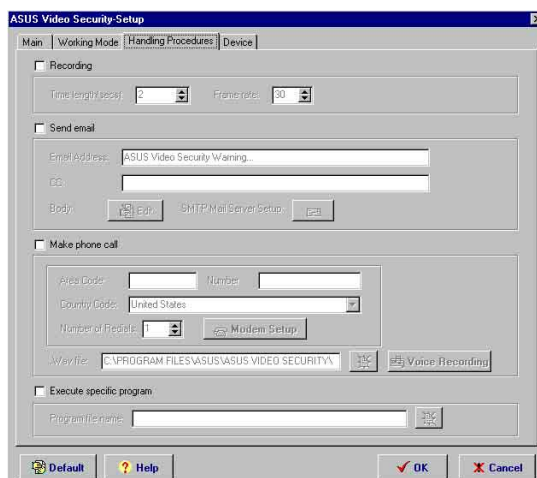 ASUS Video Security-Setup
Main Working Mode Handling Procedures Device
Recording
Time length(secs): 2 Frame rate: 30
Send email
Email Address: ASUS Video Security Warning...
CC:
Body: Edit SMTP Mail Server Setup:
Make phone call
Area Code: Number:
Country Code: United States
Number of Redials: 1 Modem Setup
.Wav file: C:\PROGRAM FILES\ASUS\ASUS VIDEO SECURITY\ Voice Recording
Execute specific program
Program file name:
Default Help OK Cancel